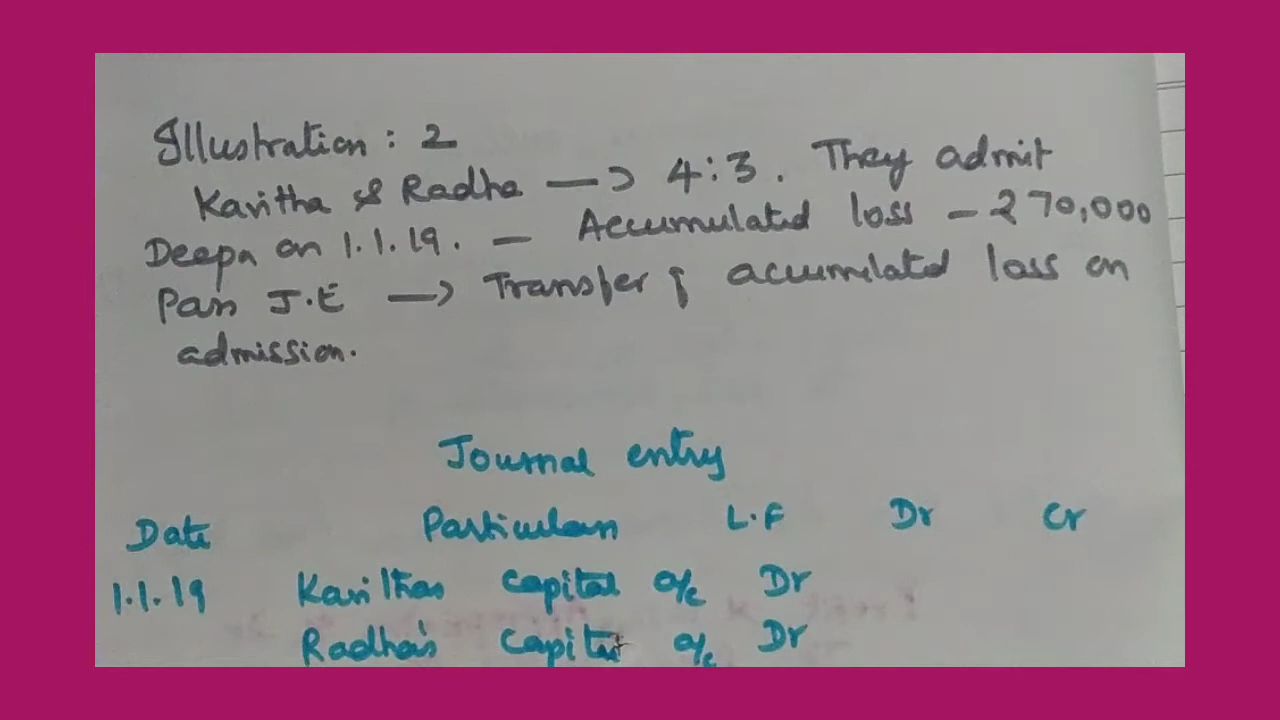 Illustration : 2
Kavitha & Radha → 4:3. They admit
Deepa on 1.1.19. — Accumulated loss - ₹70,000
Pass J.E → Transfer of accumulated loss on
admission.
Journal entry
Date Particulars L.F Dr Cr
1.1.19 Kavithas Capital a/c Dr
Radha's Capital a/c Dr